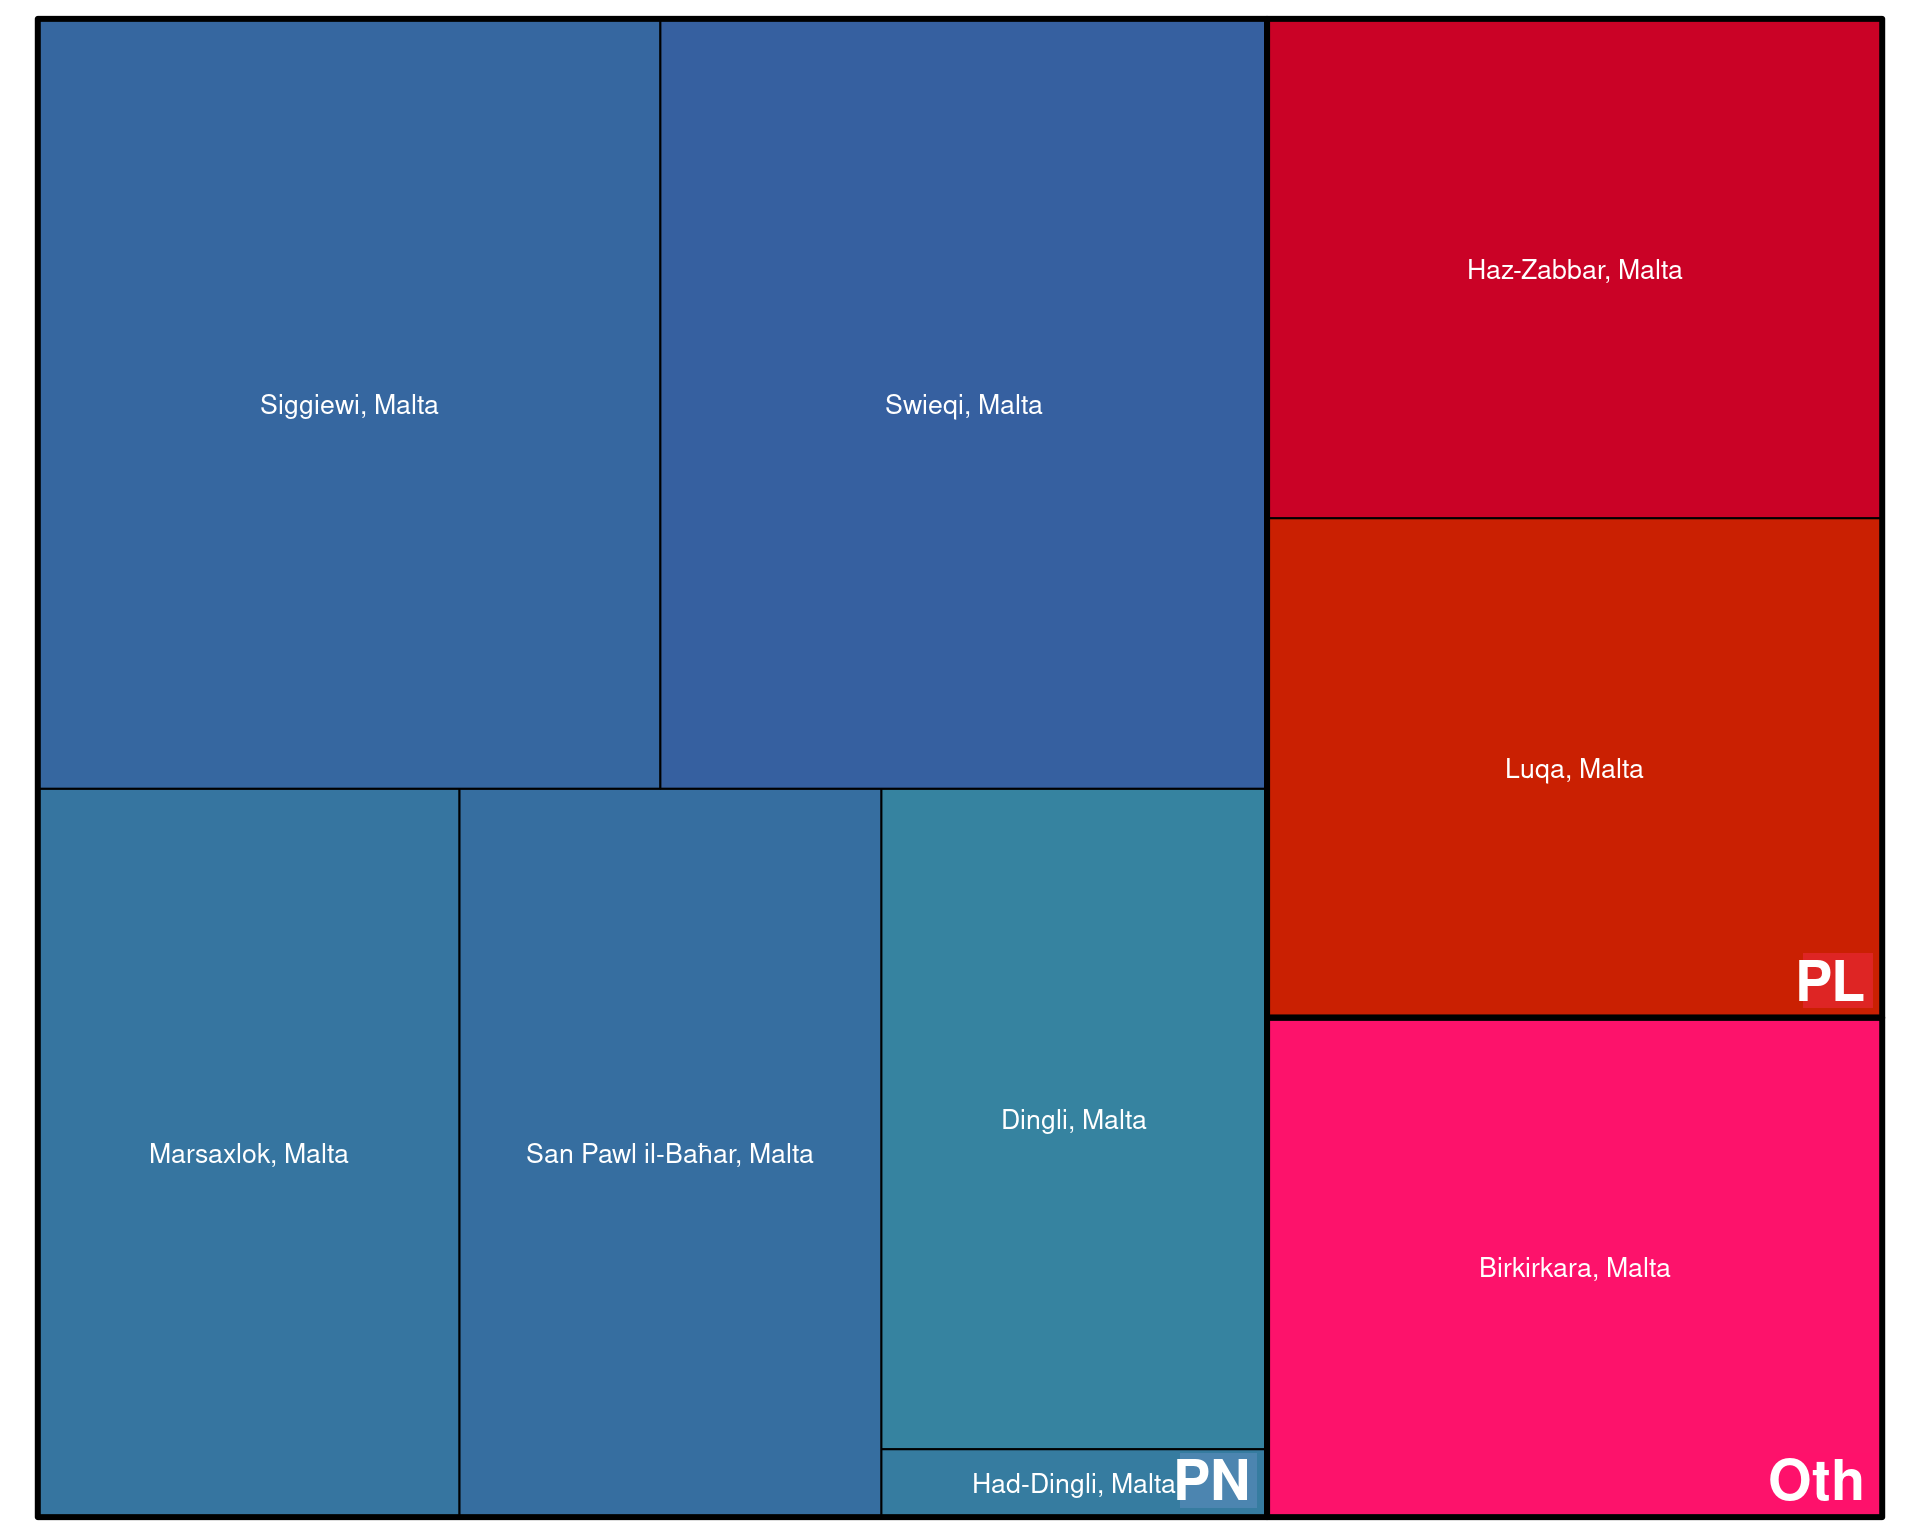 Siggiewi, Malta
Swieqi, Malta
Haz-Zabbar, Malta
Luqa, Malta
PL
Marsaxlok, Malta
San Pawl il-Baħar, Malta
Dingli, Malta
Had-Dingli, Malta
PN
Birkirkara, Malta
Oth